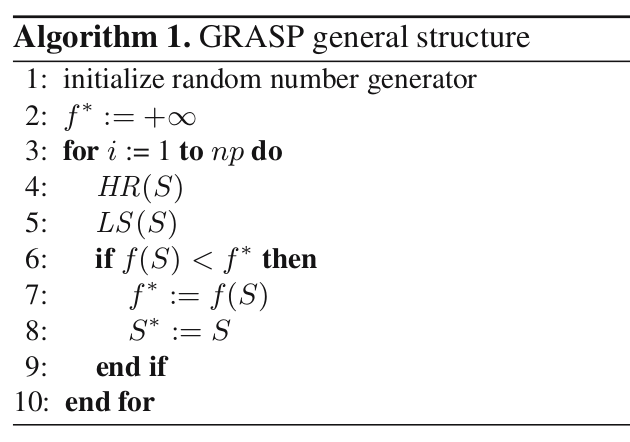 Algorithm 1. GRASP general structure
1: initialize random number generator
2: f* := +∞
3: for i := 1 to np do
4: HR(S)
5: LS(S)
6: if f(S) < f* then
7: f* := f(S)
8: S* := S
9: end if
10: end for